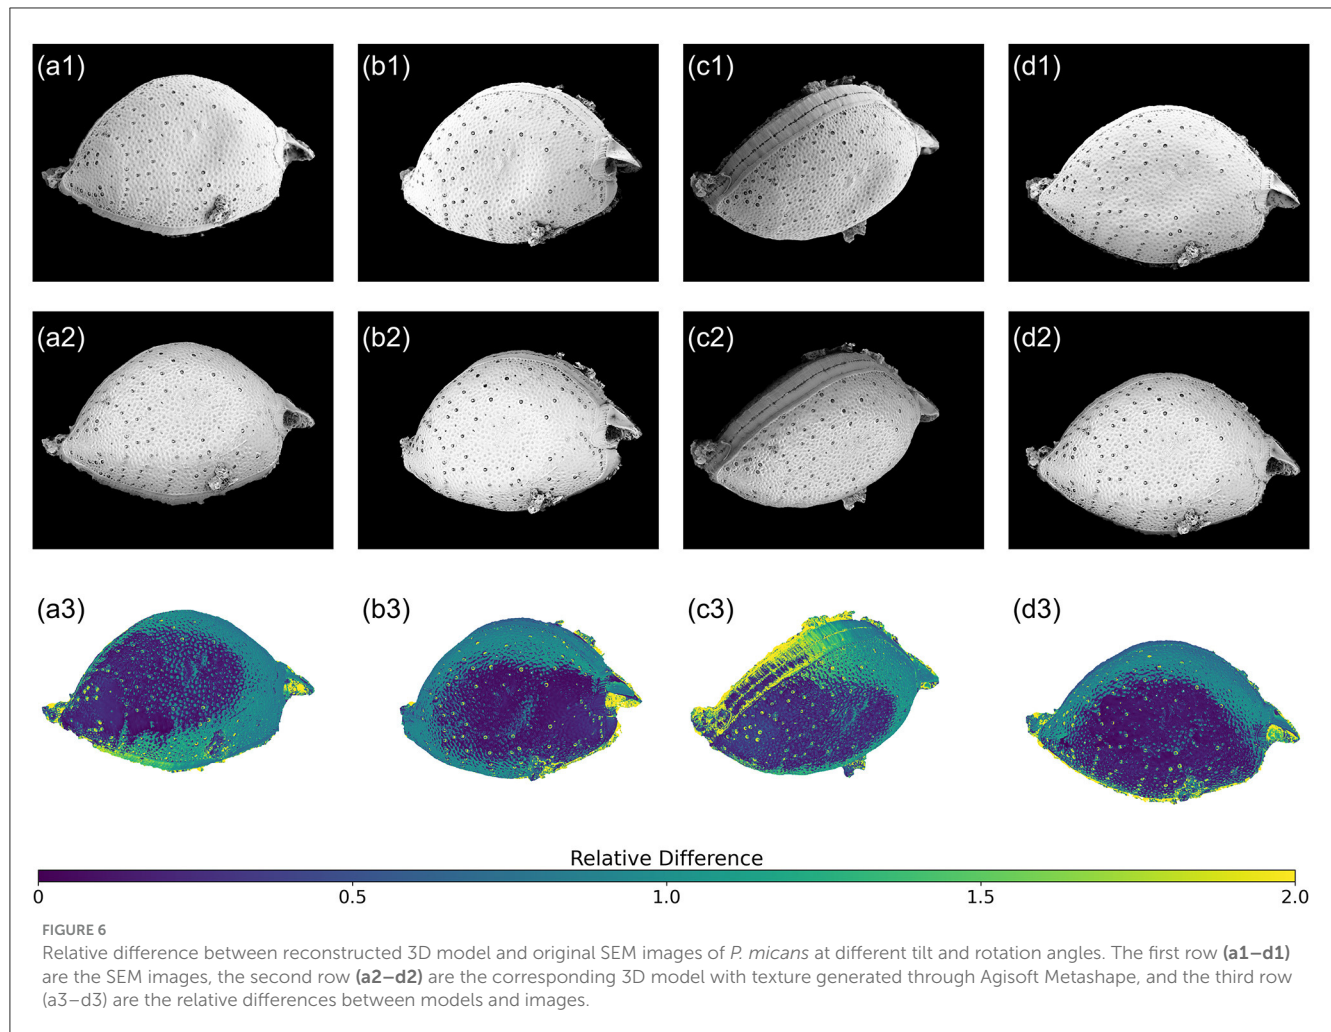 (a1) (b1) (c1) (d1)
(a2) (b2) (c2) (d2)
(a3) (b3) (c3) (d3)
Relative Difference
0 0.5 1.0 1.5 2.0
FIGURE 6
Relative difference between reconstructed 3D model and original SEM images of P. micans at different tilt and rotation angles. The first row (a1–d1)
are the SEM images, the second row (a2–d2) are the corresponding 3D model with texture generated through Agisoft Metashape, and the third row
(a3–d3) are the relative differences between models and images.